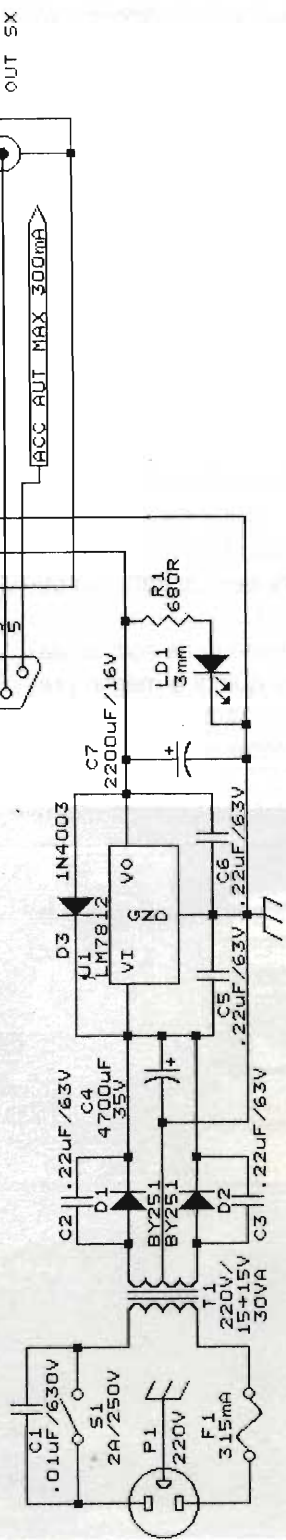 C1
.01uF/630V
S1
2A/250V
P1
220V
F1
315mA
T1
220V/
15+15V
30VA
C2
.22uF/63V
D1
BY251
BY251
D2
C3
.22uF/63V
C4
4700uF
35V
+
D3
1N4003
U1
LM7812
VI
VO
GND
C5
.22uF/63V
C6
.22uF/63V
C7
2200uF/16V
+
R1
680R
LD1
3mm
5
ACC AUT MAX 300mA
OUT SX